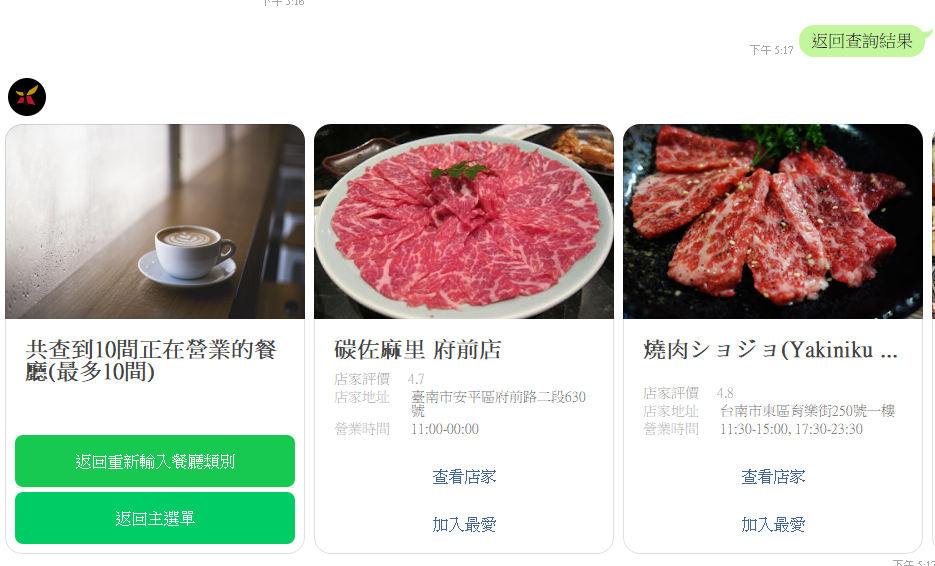 下午 5:16
返回查詢結果
下午 5:17
共查到10間正在營業的餐
廳(最多10間)
返回重新輸入餐廳類別
返回主選單
碳佐麻里 府前店
店家評價 4.7
店家地址 臺南市安平區府前路二段630
號
營業時間 11:00-00:00
查看店家
加入最愛
燒肉ショジョ(Yakiniku ...
店家評價 4.8
店家地址 台南市東區育樂街250號一樓
營業時間 11:30-15:00, 17:30-23:30
查看店家
加入最愛
下午 5:17